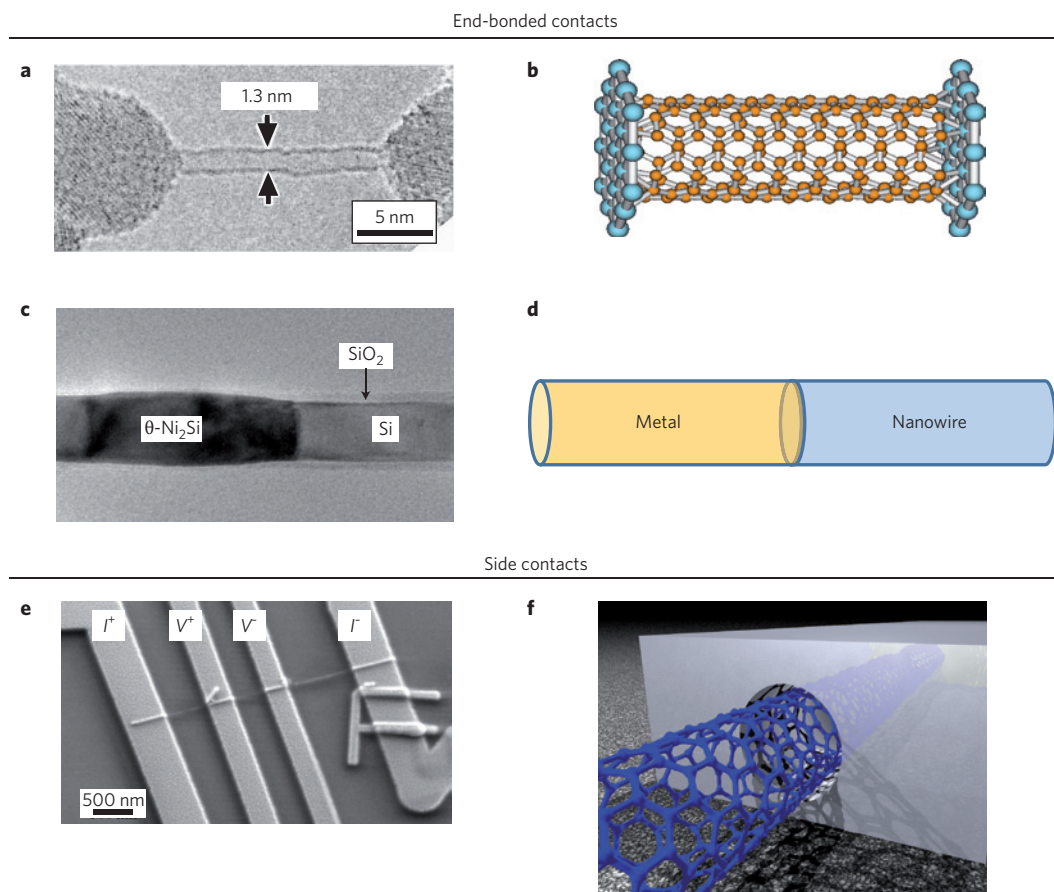 End-bonded contacts
a
b
1.3 nm
5 nm
c
d
SiO₂
θ-Ni₂Si
Si
Metal
Nanowire
Side contacts
e
f
I⁺
V⁺
V⁻
I⁻
500 nm